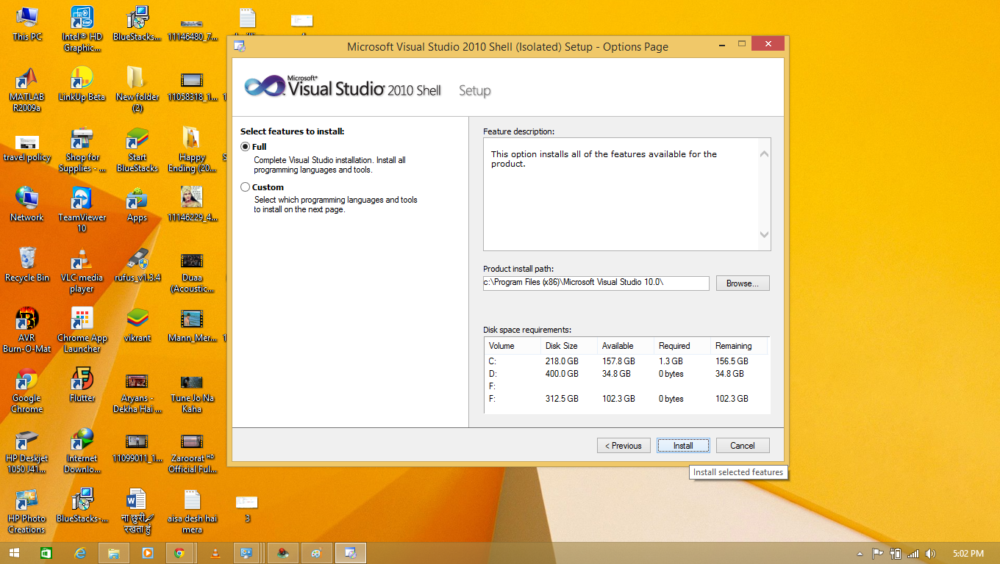 This PC
Intel® HD
Graphic...
BlueStacks...
11146480_7...
MATLAB
R2009a
LinkUp Beta
New folder
(2)
11058318_1...
travel policy
Shop for
Supplies - ...
Start
BlueStacks
Happy
Ending (20...
Network
TeamViewer
10
Apps
11146229_4...
Recycle Bin
VLC media
player
rufus_v1.3.4
Duaa
(Acoustic...
AVR
Burn-O-Mat
Chrome App
Launcher
vikrant
Mann_Mer...
Google
Chrome
Flutter
Aryans -
Dekha Hai ...
Tune Jo Na
Kaha
HP Deskjet
1050 J41...
Internet
Downlo...
11099011_1...
Zaroorat ᴴᴰ
Official Ful...
HP Photo
Creations
BlueStacks-...
ना छुरी
रखता हुं
aisa desh hai
mera
3
Microsoft Visual Studio 2010 Shell (Isolated) Setup - Options Page
Microsoft®
Visual Studio® 2010 Shell Setup
Select features to install:
Full
Complete Visual Studio installation. Install all
programming languages and tools.
Custom
Select which programming languages and tools
to install on the next page.
Feature description:
This option installs all of the features available for the
product.
Product install path:
c:\Program Files (x86)\Microsoft Visual Studio 10.0\
Browse...
Disk space requirements:
Volume Disk Size Available Required Remaining
C: 218.0 GB 157.8 GB 1.3 GB 156.5 GB
D: 400.0 GB 34.8 GB 0 bytes 34.8 GB
F:
F: 312.5 GB 102.3 GB 0 bytes 102.3 GB
< Previous Install Cancel
Install selected features
5:02 PM